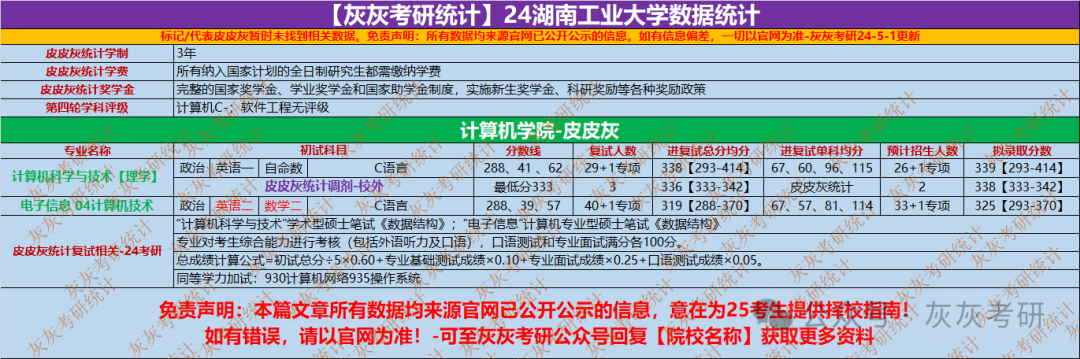 【灰灰考研统计】24湖南工业大学数据统计
标记/代表皮皮灰暂时未找到相关数据。免责声明：所有数据均来源官网已公开公示的信息。如有信息偏差，一切以官网为准-灰灰考研24-5-1更新
皮皮灰统计学制 3年
皮皮灰统计学费 所有纳入国家计划的全日制研究生都需缴纳学费
皮皮灰统计奖学金 完整的国家奖学金、学业奖学金和国家助学金制度，实施新生奖学金、科研奖励等各种奖励政策
第四轮学科评级 计算机C-；软件工程无评级
计算机学院-皮皮灰
专业名称 初试科目 分数线 复试人数 进复试总分均分 进复试单科均分 预计招生人数 拟录取分数
计算机科学与技术【理学】 政治 英语一 自命数 C语言 288、41 、62 29+1专项 338【293-414】 67、60、96、115 26+1专项 339【293-414】
皮皮灰统计调剂-校外 最低分333 3 336【333-342】 皮皮灰统计 2 338【333-342】
电子信息 04计算机技术 政治 英语二 数学二 C语言 288、39、57 40+1专项 319【288-370】 67、57、81、114 33+1专项 325【293-370】
皮皮灰统计复试相关-24考研
“计算机科学与技术”学术型硕士笔试《数据结构》；“电子信息”计算机专业型硕士笔试《数据结构》
专业对考生综合能力进行考核（包括外语听力及口语），口语测试和专业面试满分各100分。
总成绩计算公式=初试总分÷5×0.60+专业基础测试成绩×0.10+专业面试成绩×0.25+口语测试成绩×0.05。
同等学力加试：930计算机网络935操作系统
免责声明：本篇文章所有数据均来源官网已公开公示的信息，意在为25考生提供择校指南！
如有错误，请以官网为准！-可至灰灰考研公众号回复【院校名称】获取更多资料
公众号 · 灰灰考研
灰灰考研统计